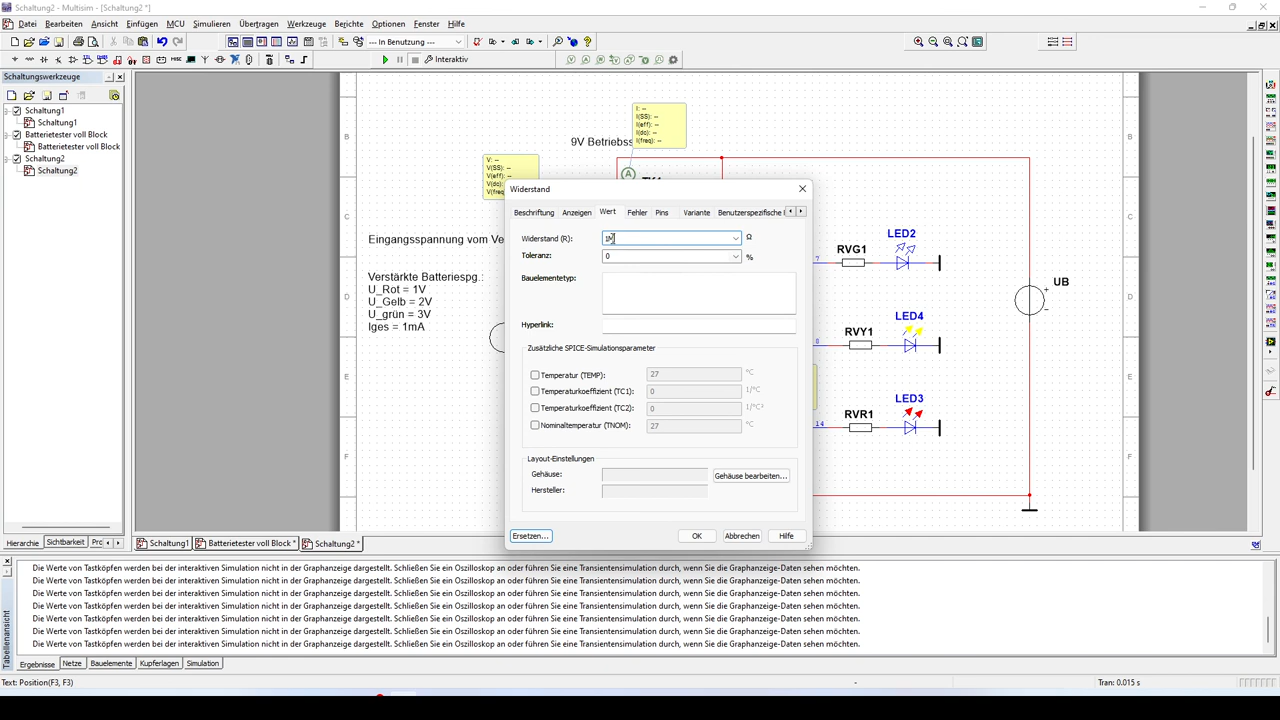 Schaltung2 - Multisim - [Schaltung2 *]
Datei Bearbeiten Ansicht Einfügen MCU Simulieren Übertragen Werkzeuge Berichte Optionen Fenster Hilfe
--- In Benutzung ---
Interaktiv
Schaltungswerkzeuge
Schaltung1
Schaltung1
Batterietester voll Block
Batterietester voll Block
Schaltung2
Schaltung2
Hierarchie Sichtbarkeit
B
C
D
E
F
B
C
D
E
F
I: --
I(SS): --
I(eff): --
I(dc): --
I(freq): --
9V Betriebss
V: --
V(SS): --
V(eff): --
V(dc): --
V(freq
A
Eingangsspannung vom Ve
Verstärkte Batteriespg.:
U_Rot = 1V
U_Gelb = 2V
U_grün = 3V
Iges = 1mA
Widerstand
Beschriftung Anzeigen Wert Fehler Pins Variante Benutzerspezifische
Widerstand (R): Ω
Toleranz: 0 %
Bauelementetyp:
Hyperlink:
Zusätzliche SPICE-Simulationsparameter
Temperatur (TEMP): 27 °C
Temperaturkoeffizient (TC1): 0 1/°C
Temperaturkoeffizient (TC2): 0 1/°C²
Nominaltemperatur (TNOM): 27 °C
Layout-Einstellungen
Gehäuse: Gehäuse bearbeiten...
Hersteller:
Ersetzen... OK Abbrechen Hilfe
LED2
RVG1
7
UB
LED4
RVY1
8
LED3
RVR1
14
Schaltung1 Batterietester voll Block * Schaltung2 *
Die Werte von Tastköpfen werden bei der interaktiven Simulation nicht in der Graphanzeige dargestellt. Schließen Sie ein Oszilloskop an oder führen Sie eine Transientensimulation durch, wenn Sie die Graphanzeige-Daten sehen möchten.
Die Werte von Tastköpfen werden bei der interaktiven Simulation nicht in der Graphanzeige dargestellt. Schließen Sie ein Oszilloskop an oder führen Sie eine Transientensimulation durch, wenn Sie die Graphanzeige-Daten sehen möchten.
Die Werte von Tastköpfen werden bei der interaktiven Simulation nicht in der Graphanzeige dargestellt. Schließen Sie ein Oszilloskop an oder führen Sie eine Transientensimulation durch, wenn Sie die Graphanzeige-Daten sehen möchten.
Die Werte von Tastköpfen werden bei der interaktiven Simulation nicht in der Graphanzeige dargestellt. Schließen Sie ein Oszilloskop an oder führen Sie eine Transientensimulation durch, wenn Sie die Graphanzeige-Daten sehen möchten.
Die Werte von Tastköpfen werden bei der interaktiven Simulation nicht in der Graphanzeige dargestellt. Schließen Sie ein Oszilloskop an oder führen Sie eine Transientensimulation durch, wenn Sie die Graphanzeige-Daten sehen möchten.
Die Werte von Tastköpfen werden bei der interaktiven Simulation nicht in der Graphanzeige dargestellt. Schließen Sie ein Oszilloskop an oder führen Sie eine Transientensimulation durch, wenn Sie die Graphanzeige-Daten sehen möchten.
Die Werte von Tastköpfen werden bei der interaktiven Simulation nicht in der Graphanzeige dargestellt. Schließen Sie ein Oszilloskop an oder führen Sie eine Transientensimulation durch, wenn Sie die Graphanzeige-Daten sehen möchten.
Tabellenansicht
Ergebnisse Netze Bauelemente Kupferlagen Simulation
Text: Position(F3, F3) - Tran: 0.015 s